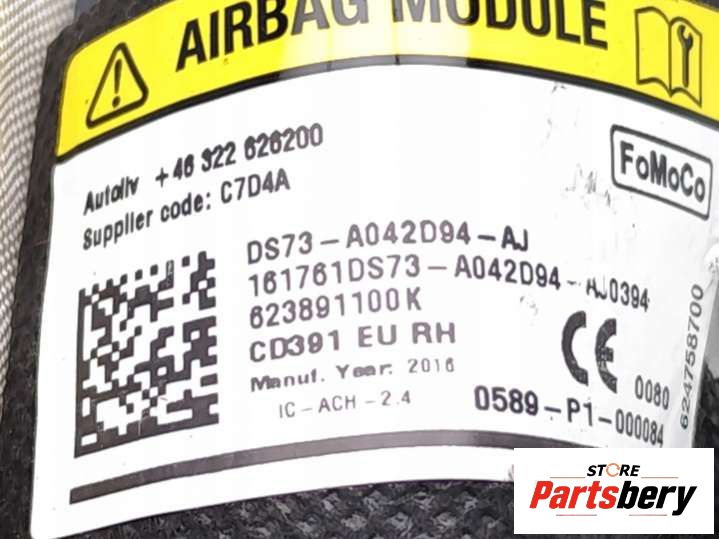 AIRBAG MODULE
Autoliv +46 322 626200
Supplier code: C7D4A
FoMoCo
DS73-A042D94-AJ
161761DS73-A042D94-AJ0394
623891100K
CD391 EU RH
Manuf. Year: 2016
IC-ACH-2.4
CE 0080
0589-P1-000084
624758700
STORE
Partsbery